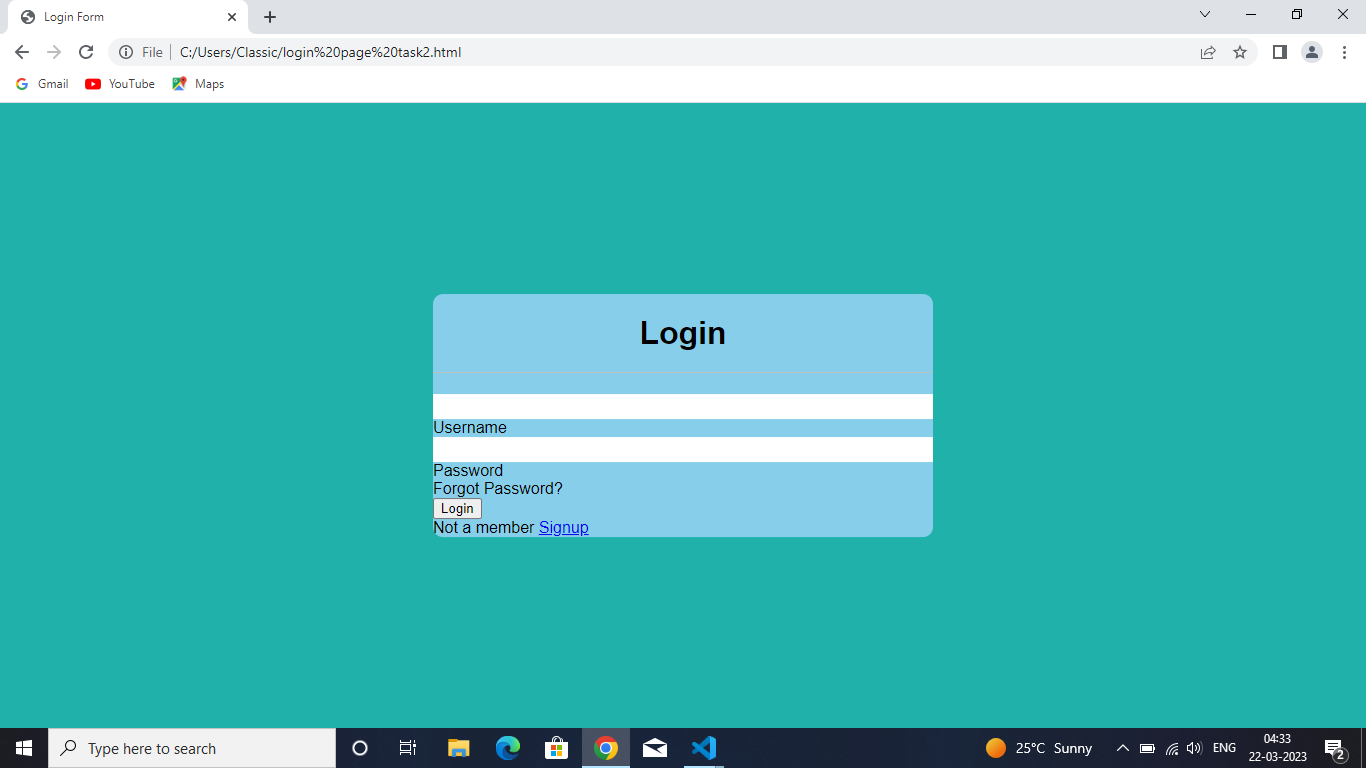 Login Form
File
C:/Users/Classic/login%20page%20task2.html
Gmail YouTube Maps
Login
Username
Password
Forgot Password?
Login
Not a member Signup
Type here to search
25°C Sunny
ENG
04:33
22-03-2023
2